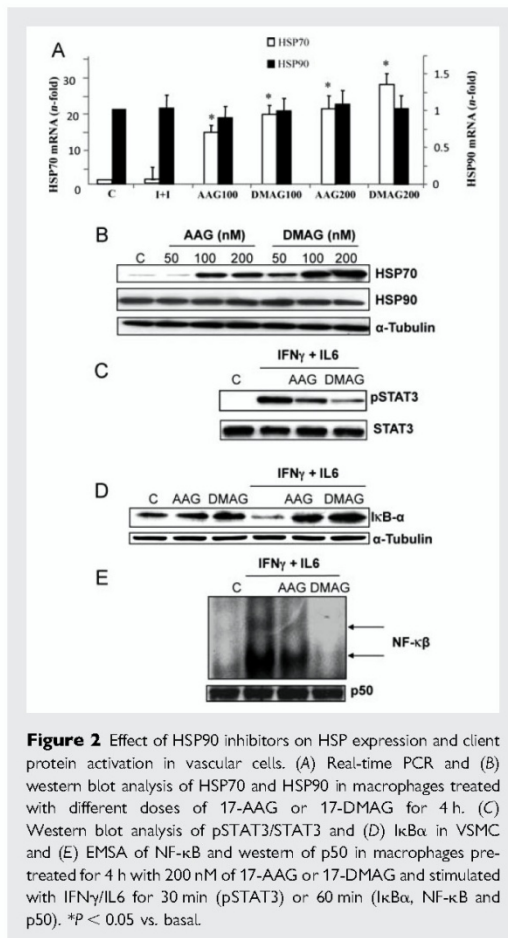 A
HSP70
HSP90
HSP70 mRNA (n-fold)
30
20
10
0
*
*
*
*
1.5
1
0.5
0
HSP90 mRNA (n-fold)
C I+I AAG100 DMAG100 AAG200 DMAG200
B
AAG (nM) DMAG (nM)
C 50 100 200 50 100 200
HSP70
HSP90
α-Tubulin
C
IFNγ + IL6
C AAG DMAG
pSTAT3
STAT3
D
IFNγ + IL6
C AAG DMAG AAG DMAG
IκB-α
α-Tubulin
E
IFNγ + IL6
C AAG DMAG
NF-κβ
p50
Figure 2 Effect of HSP90 inhibitors on HSP expression and client
protein activation in vascular cells. (A) Real-time PCR and (B)
western blot analysis of HSP70 and HSP90 in macrophages treated
with different doses of 17-AAG or 17-DMAG for 4 h. (C)
Western blot analysis of pSTAT3/STAT3 and (D) IκBα in VSMC
and (E) EMSA of NF-κB and western of p50 in macrophages pre-
treated for 4 h with 200 nM of 17-AAG or 17-DMAG and stimulated
with IFNγ/IL6 for 30 min (pSTAT3) or 60 min (IκBα, NF-κB and
p50). *P < 0.05 vs. basal.